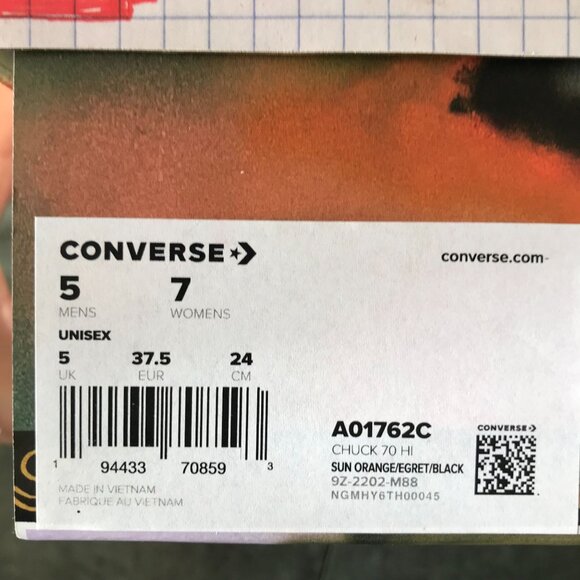 CONVERSE
converse.com
5 7
MENS WOMENS
UNISEX
5 37.5 24
UK EUR CM
1 94433 70859 3
MADE IN VIETNAM
FABRIQUE AU VIETNAM
A01762C
CHUCK 70 HI
SUN ORANGE/EGRET/BLACK
9Z-2202-M88
NGMHY6TH00045
CONVERSE